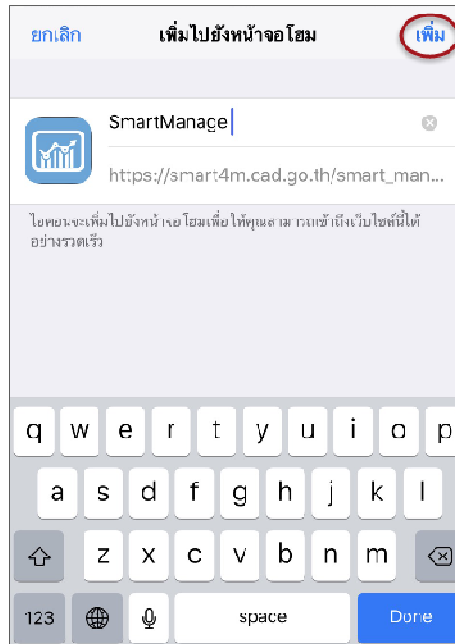 ยกเลิก เพิ่มไปยังหน้าจอโฮม เพิ่ม
SmartManage
https://smart4m.cad.go.th/smart_man...
ไอคอนจะเพิ่มไปยังหน้าจอโฮมเพื่อให้คุณสามารถเข้าถึงเว็บไซต์นี้ได้
อย่างรวดเร็ว
q w e r t y u i o p
a s d f g h j k l
z x c v b n m
123 space Done